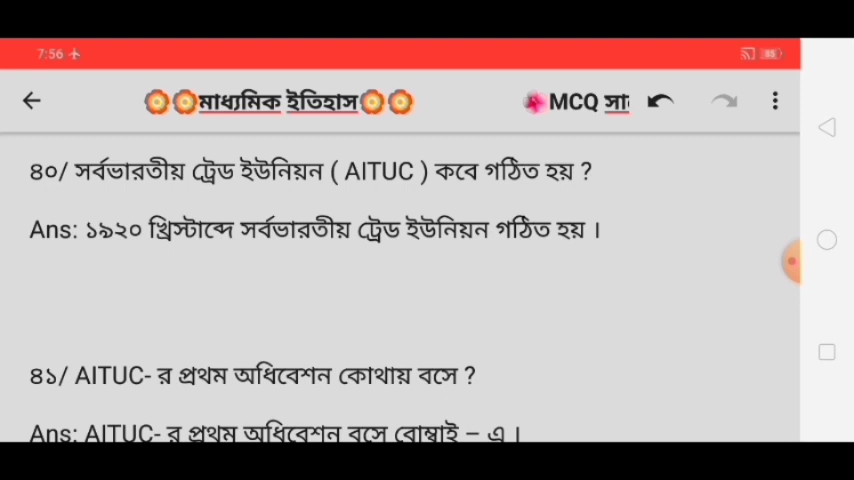 7:56
88
মাধ্যমিক ইতিহাস
MCQ সা
৪০/ সর্বভারতীয় ট্রেড ইউনিয়ন ( AITUC ) কবে গঠিত হয় ?
Ans: ১৯২০ খ্রিস্টাব্দে সর্বভারতীয় ট্রেড ইউনিয়ন গঠিত হয় ।
৪১/ AITUC- র প্রথম অধিবেশন কোথায় বসে ?
Ans: AITUC- র প্রথম অধিবেশন বসে বোম্বাই – এ ।